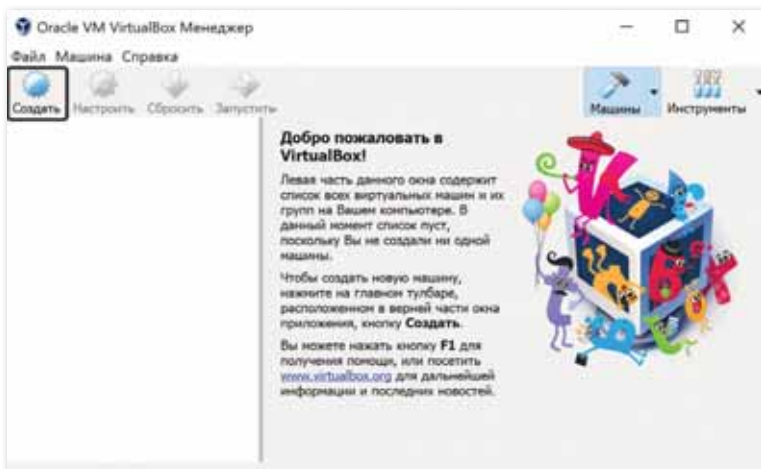 Oracle VM VirtualBox Менеджер
Файл Машина Справка
Создать Настроить Сбросить Запустить Машины Инструменты
Добро пожаловать в
VirtualBox!
Левая часть данного окна содержит
список всех виртуальных машин и их
групп на Вашем компьютере. В
данный момент список пуст,
поскольку Вы не создали ни одной
машины.
Чтобы создать новую машину,
нажмите на главном тулбаре,
расположенном в верней части окна
приложения, кнопку Создать.
Вы можете нажать кнопку F1 для
получения помощи, или посетить
www.virtualbox.org для дальнейшей
информации и последних новостей.